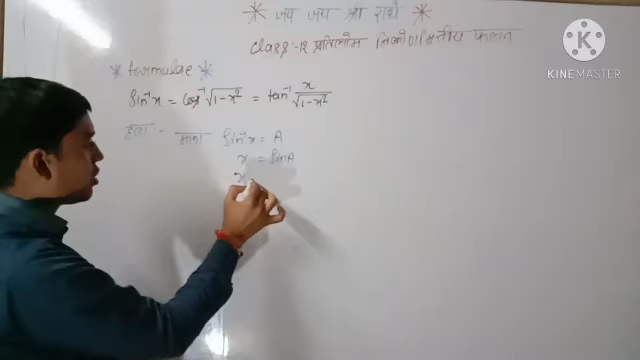 * जय जय श्री राधे *
Class-12 प्रतिलोम त्रिकोणमितीय फलन
* formulae *
sin⁻¹x = cos⁻¹√1-x² = tan⁻¹ x/√1-x²
हल:- माना sin⁻¹x = A
x = sinA
x
KINEMASTER